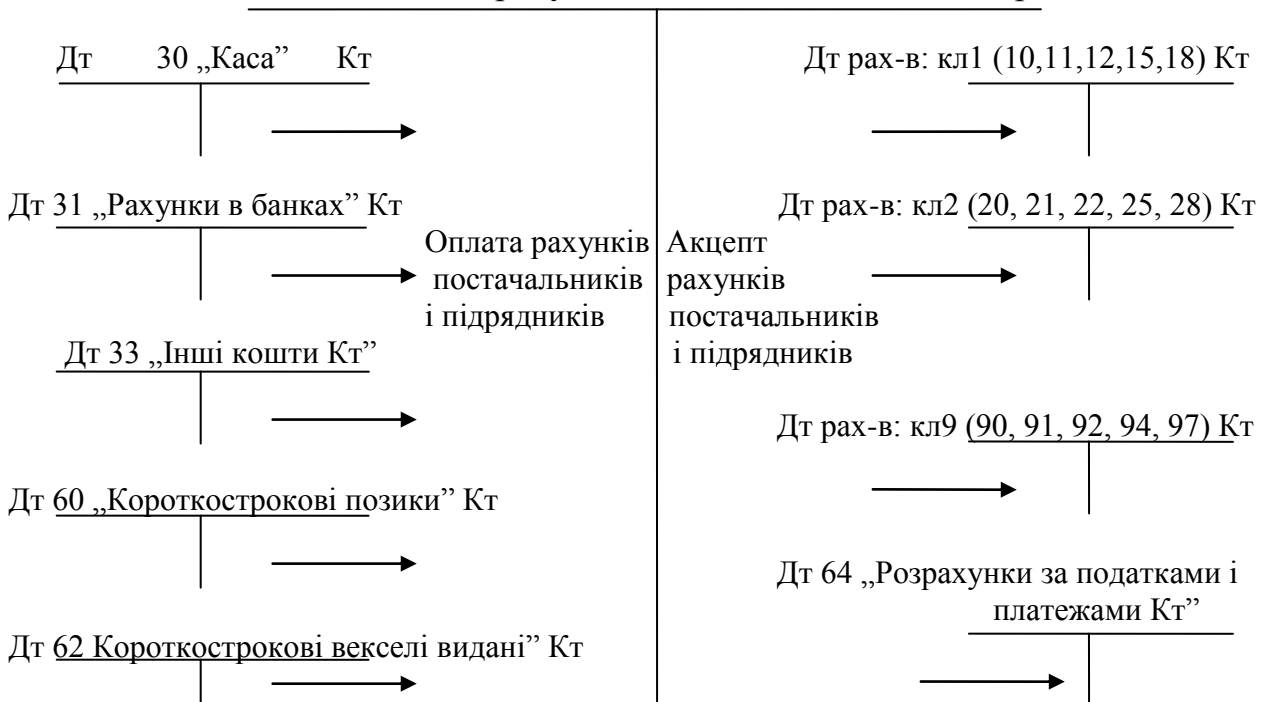 Дт 30 „Каса” Кт
Дт рах-в: кл1 (10,11,12,15,18) Кт
Дт 31 „Рахунки в банках” Кт
Дт рах-в: кл2 (20, 21, 22, 25, 28) Кт
Оплата рахунків
постачальників
і підрядників
Акцепт
рахунків
постачальників
і підрядників
Дт 33 „Інші кошти Кт”
Дт рах-в: кл9 (90, 91, 92, 94, 97) Кт
Дт 60 „Короткострокові позики” Кт
Дт 64 „Розрахунки за податками і
платежами Кт”
Дт 62 Короткострокові векселі видані” Кт